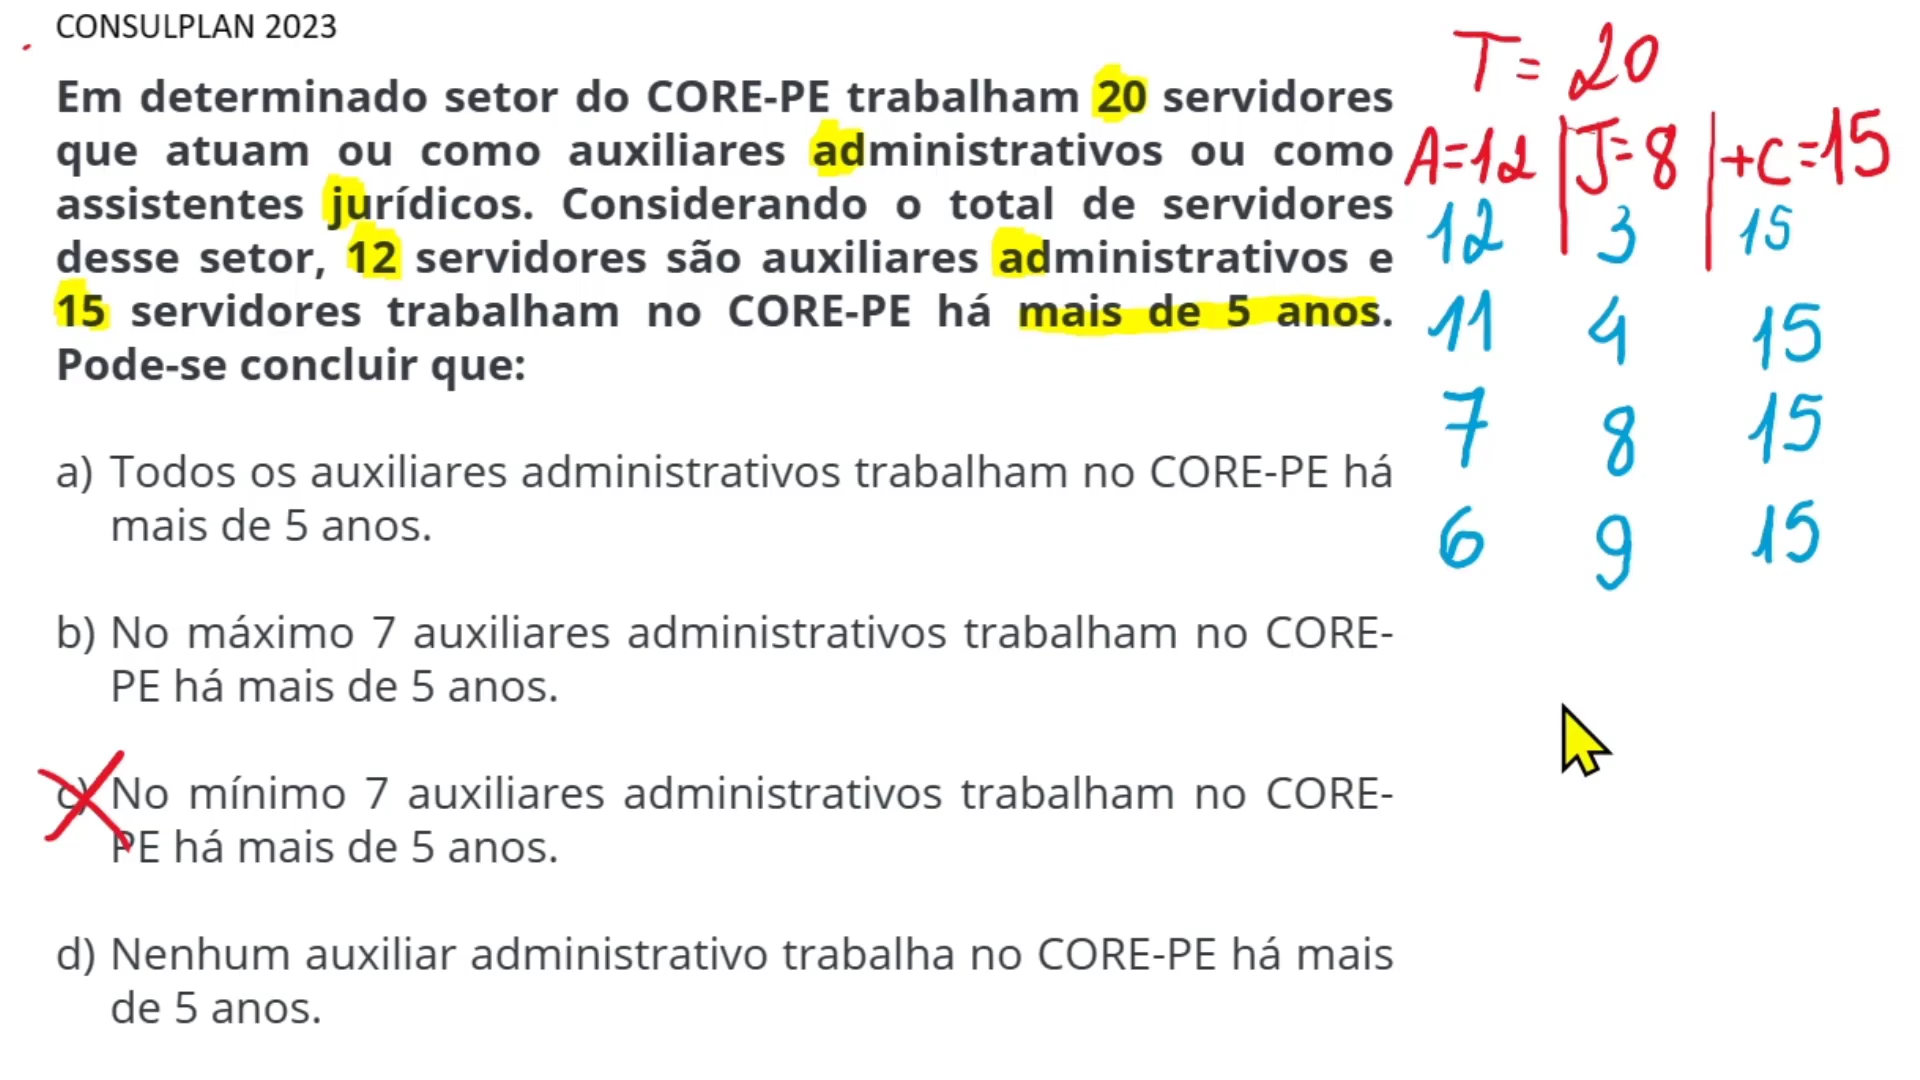 CONSULPLAN 2023
Em determinado setor do CORE-PE trabalham 20 servidores
que atuam ou como auxiliares administrativos ou como
assistentes jurídicos. Considerando o total de servidores
desse setor, 12 servidores são auxiliares administrativos e
15 servidores trabalham no CORE-PE há mais de 5 anos.
Pode-se concluir que:
a) Todos os auxiliares administrativos trabalham no CORE-PE há
mais de 5 anos.
b) No máximo 7 auxiliares administrativos trabalham no CORE-
PE há mais de 5 anos.
c) No mínimo 7 auxiliares administrativos trabalham no CORE-
PE há mais de 5 anos.
d) Nenhum auxiliar administrativo trabalha no CORE-PE há mais
de 5 anos.
T= 20
A=12 | J=8 | +C=15
12 3 15
11 4 15
7 8 15
6 9 15